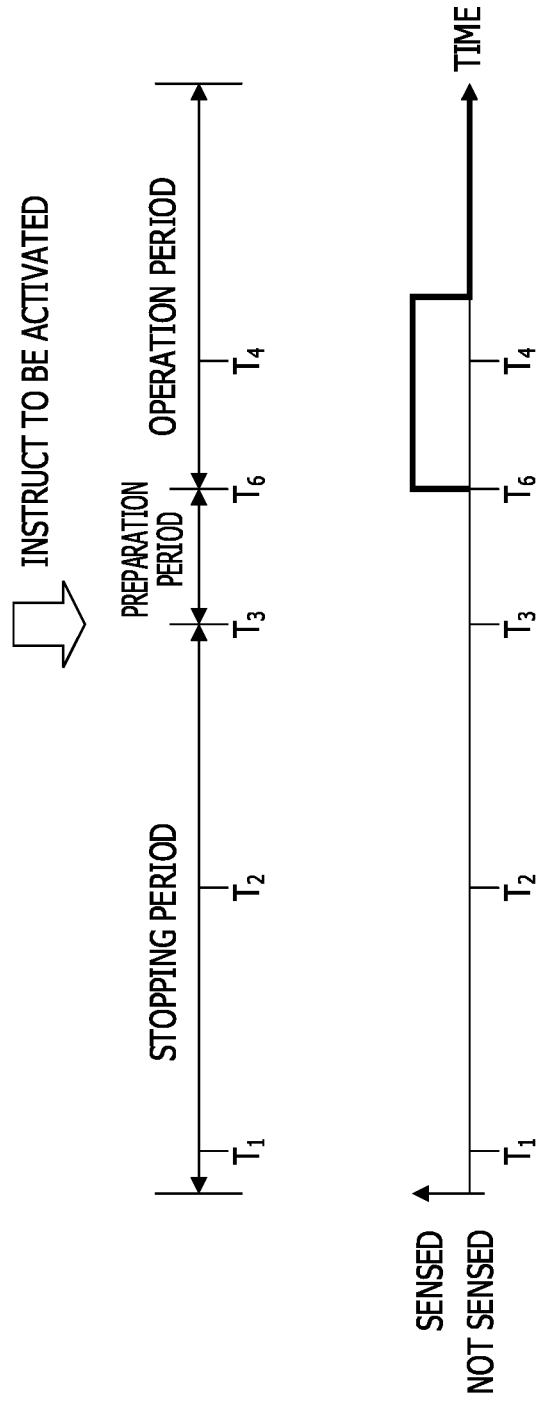 INSTRUCT TO BE ACTIVATED
STOPPING PERIOD
PREPARATION
PERIOD
OPERATION PERIOD
T1
T2
T3
T6
T4
SENSED
NOT SENSED
T1
T2
T3
T6
T4
TIME